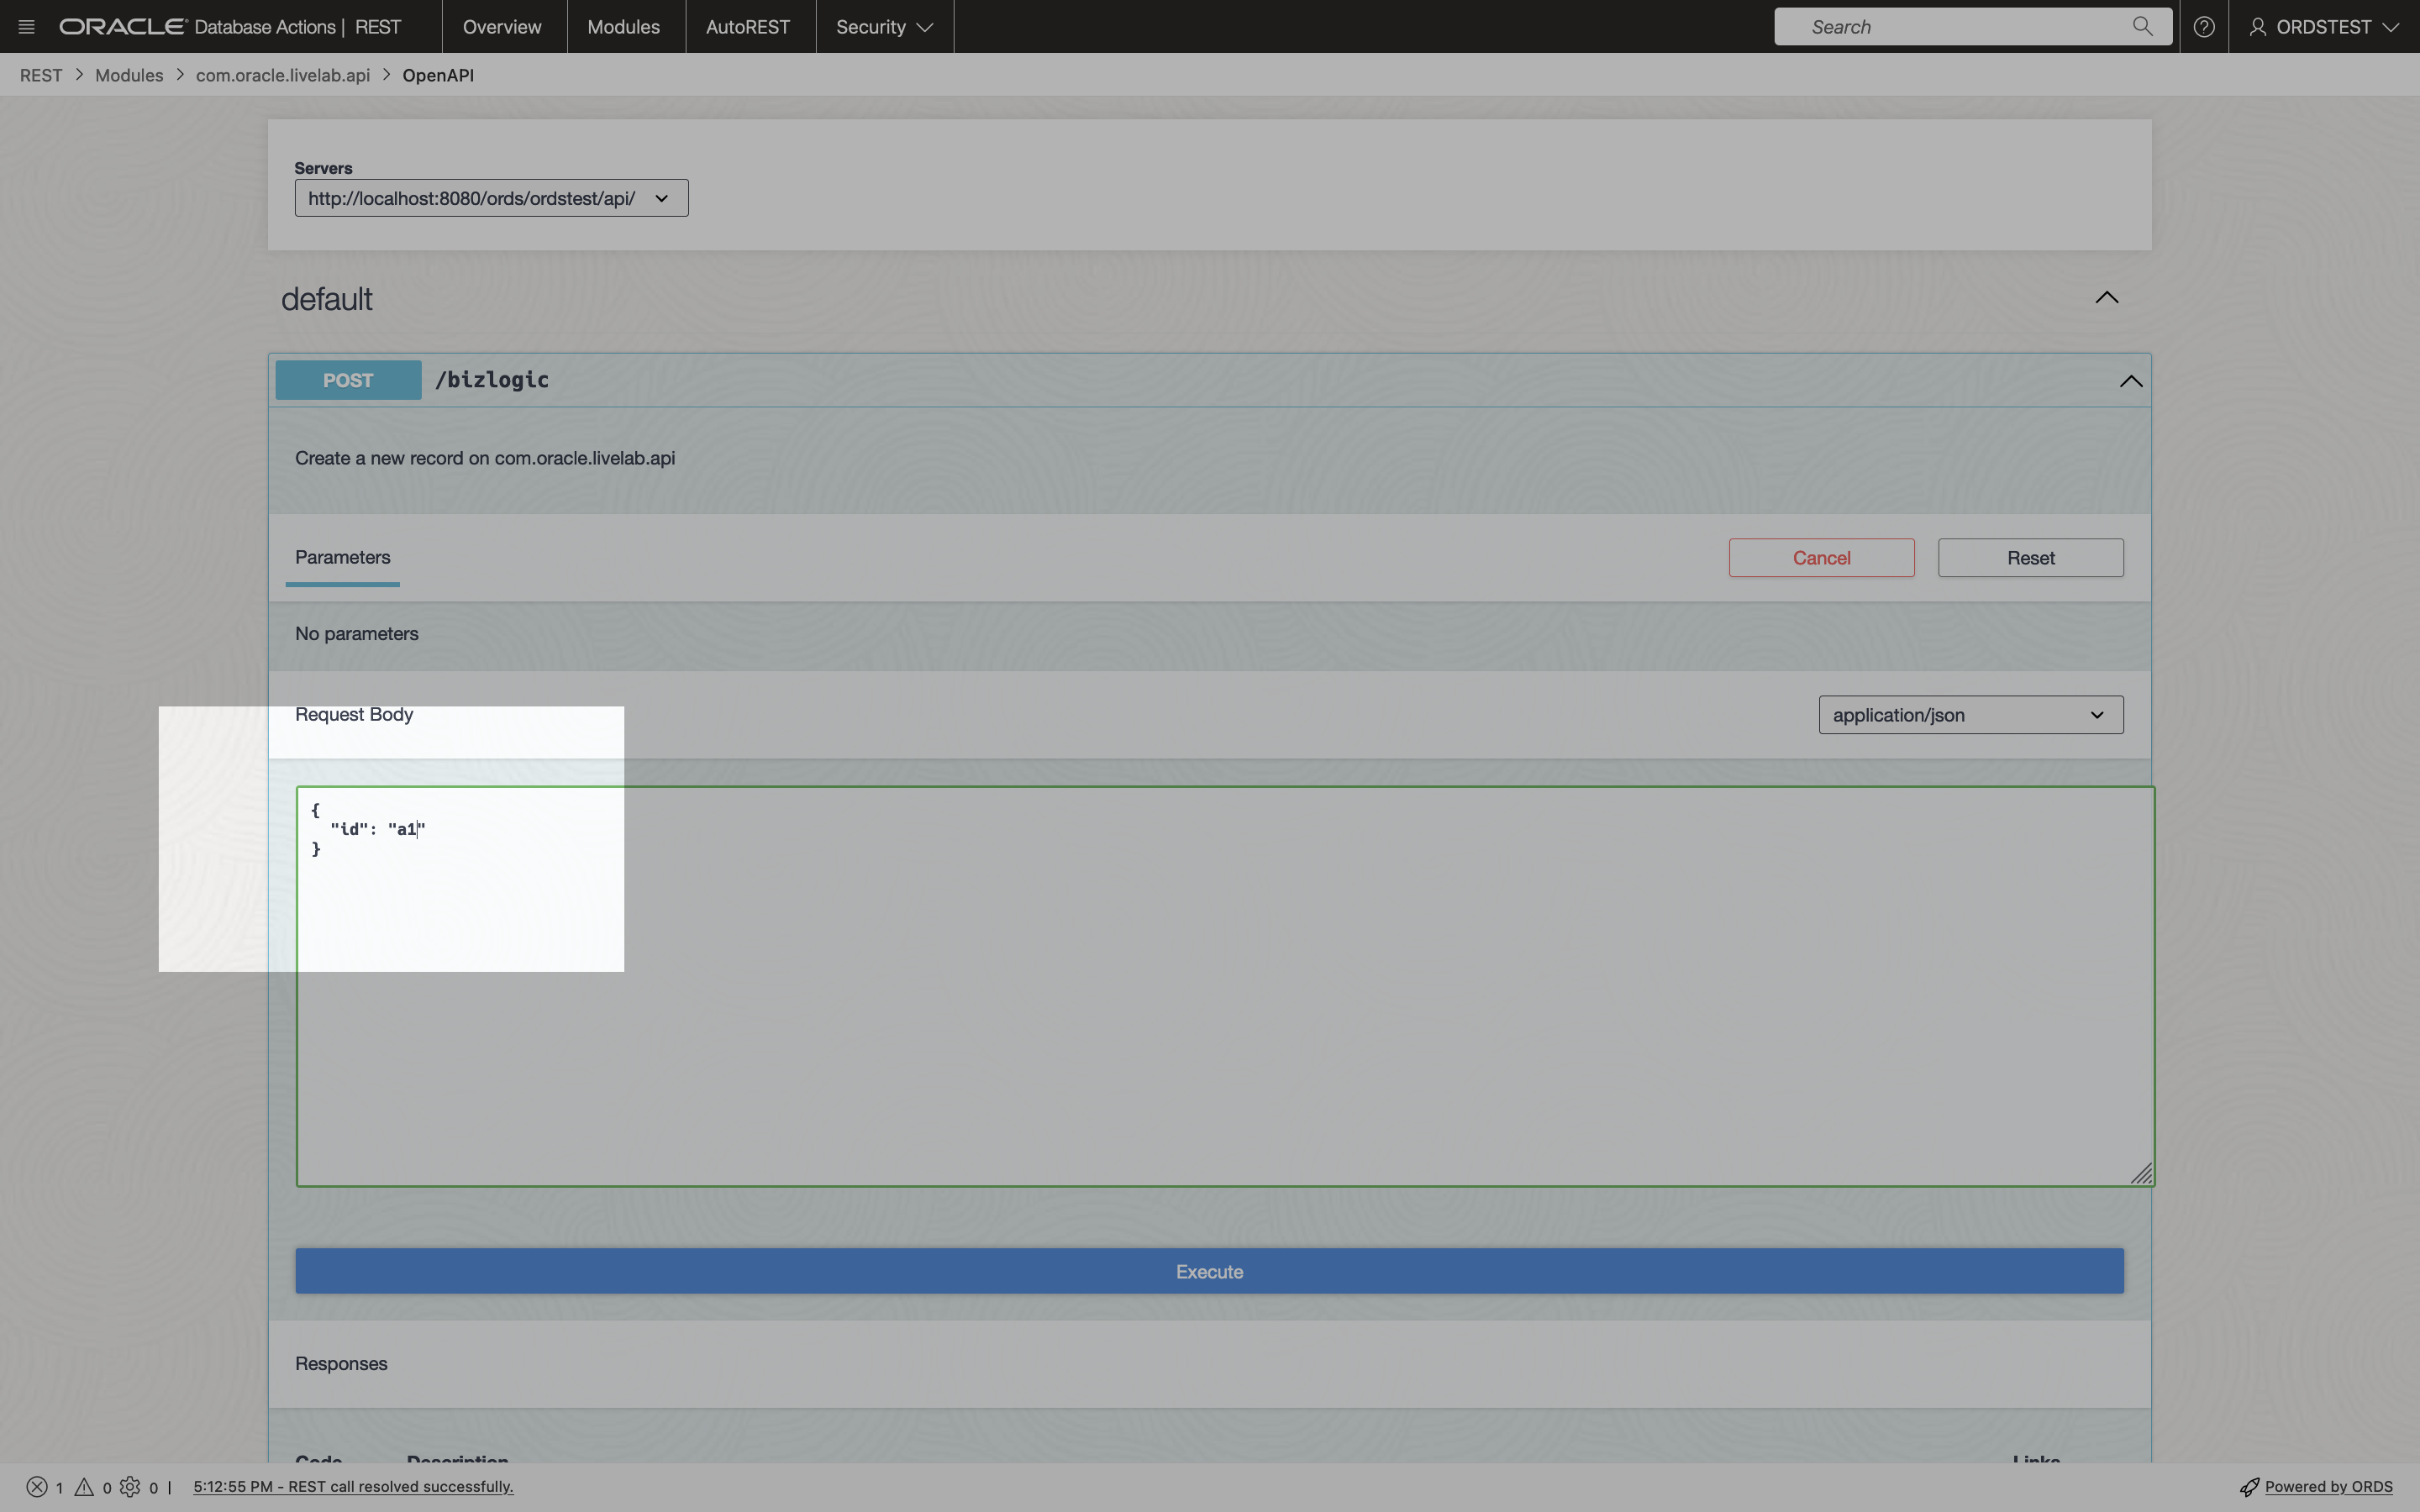 ORACLE Database Actions | REST Overview Modules AutoREST Security Search ORDSTEST
REST > Modules > com.oracle.livelab.api > OpenAPI
Servers
http://localhost:8080/ords/ordstest/api/
default
POST /bizlogic
Create a new record on com.oracle.livelab.api
Parameters Cancel Reset
No parameters
Request Body application/json
{
"id": "a1"
}
Execute
Responses
Code Description Links
1 0 0 | 5:12:55 PM - REST call resolved successfully. Powered by ORDS